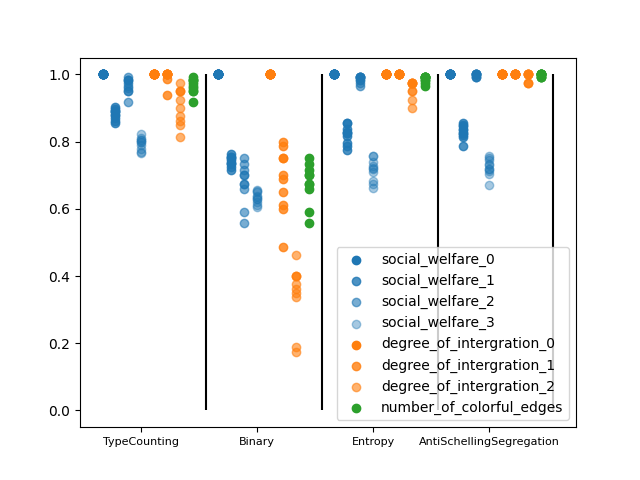 1.0
0.8
0.6
0.4
0.2
0.0
social_welfare_0
social_welfare_1
social_welfare_2
social_welfare_3
degree_of_intergration_0
degree_of_intergration_1
degree_of_intergration_2
number_of_colorful_edges
TypeCounting Binary Entropy AntiSchellingSegregation